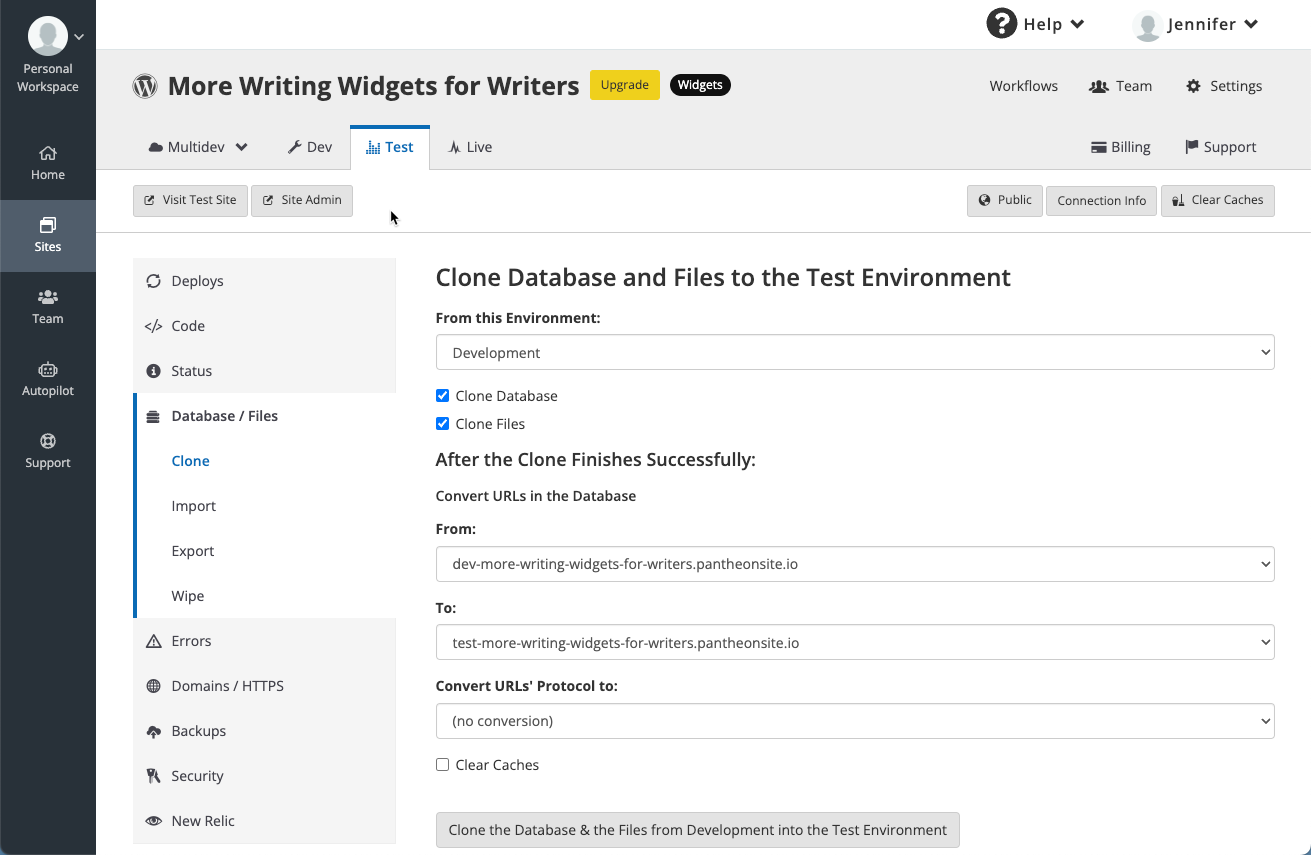 Help
Jennifer
Personal
Workspace
Home
Sites
Team
Autopilot
Support
More Writing Widgets for Writers
Upgrade
Widgets
Workflows
Team
Settings
Multidev
Dev
Test
Live
Billing
Support
Visit Test Site
Site Admin
Public
Connection Info
Clear Caches
Deploys
Code
Status
Database / Files
Clone
Import
Export
Wipe
Errors
Domains / HTTPS
Backups
Security
New Relic
Clone Database and Files to the Test Environment
From this Environment:
Development
Clone Database
Clone Files
After the Clone Finishes Successfully:
Convert URLs in the Database
From:
dev-more-writing-widgets-for-writers.pantheonsite.io
To:
test-more-writing-widgets-for-writers.pantheonsite.io
Convert URLs' Protocol to:
(no conversion)
Clear Caches
Clone the Database & the Files from Development into the Test Environment